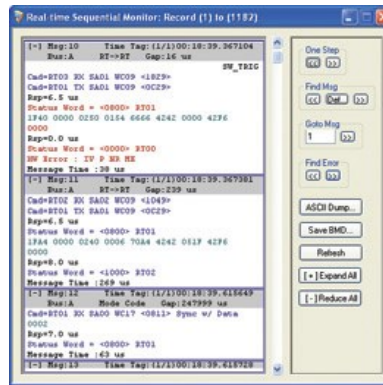 Real-time Sequential Monitor: Record (1) to (1182)
[-] Msg:10 Time Tag:(1/1)00:18:39.367104
Bus:A RT->RT Gap:16 us
SW_TRIG
Cmd=RT03 RX SA01 WC09 <1829>
Cmd=RT01 TX SA01 WC09 <0C29>
Rsp=6.5 us
Status Word = <0800> RT01
1F40 0000 0250 0154 6666 4242 0000 42F6
0000
Rsp=0.0 us
Status Word = <0000> RT00
HW Error : IV P NR ME
Message Time :38 us
[-] Msg:11 Time Tag:(1/1)00:18:39.367381
Bus:A RT->RT Gap:239 us
Cmd=RT02 RX SA02 WC09 <1049>
Cmd=RT01 TX SA01 WC09 <0C29>
Rsp=6.5 us
Status Word = <0800> RT01
1FA4 0000 0240 0006 70A4 4242 051F 42F6
0000
Rsp=8.0 us
Status Word = <1000> RT02
Message Time :269 us
[-] Msg:12 Time Tag:(1/1)00:18:39.615649
Bus:A Mode Code Gap:247999 us
Cmd=RT01 RX SA00 WC17 <0811> Sync w/ Data
0002
Rsp=7.0 us
Status Word = <0800> RT01
Message Time :63 us
[-] Msg:13 Time Tag:(1/1)00:18:39.615728
One Step
<< >>
Find Msg
<< Def.. >>
Goto Msg
1 >>
Find Error
<< >>
ASCII Dump...
Save BMD...
Refresh
[+] Expand All
[-] Reduce All